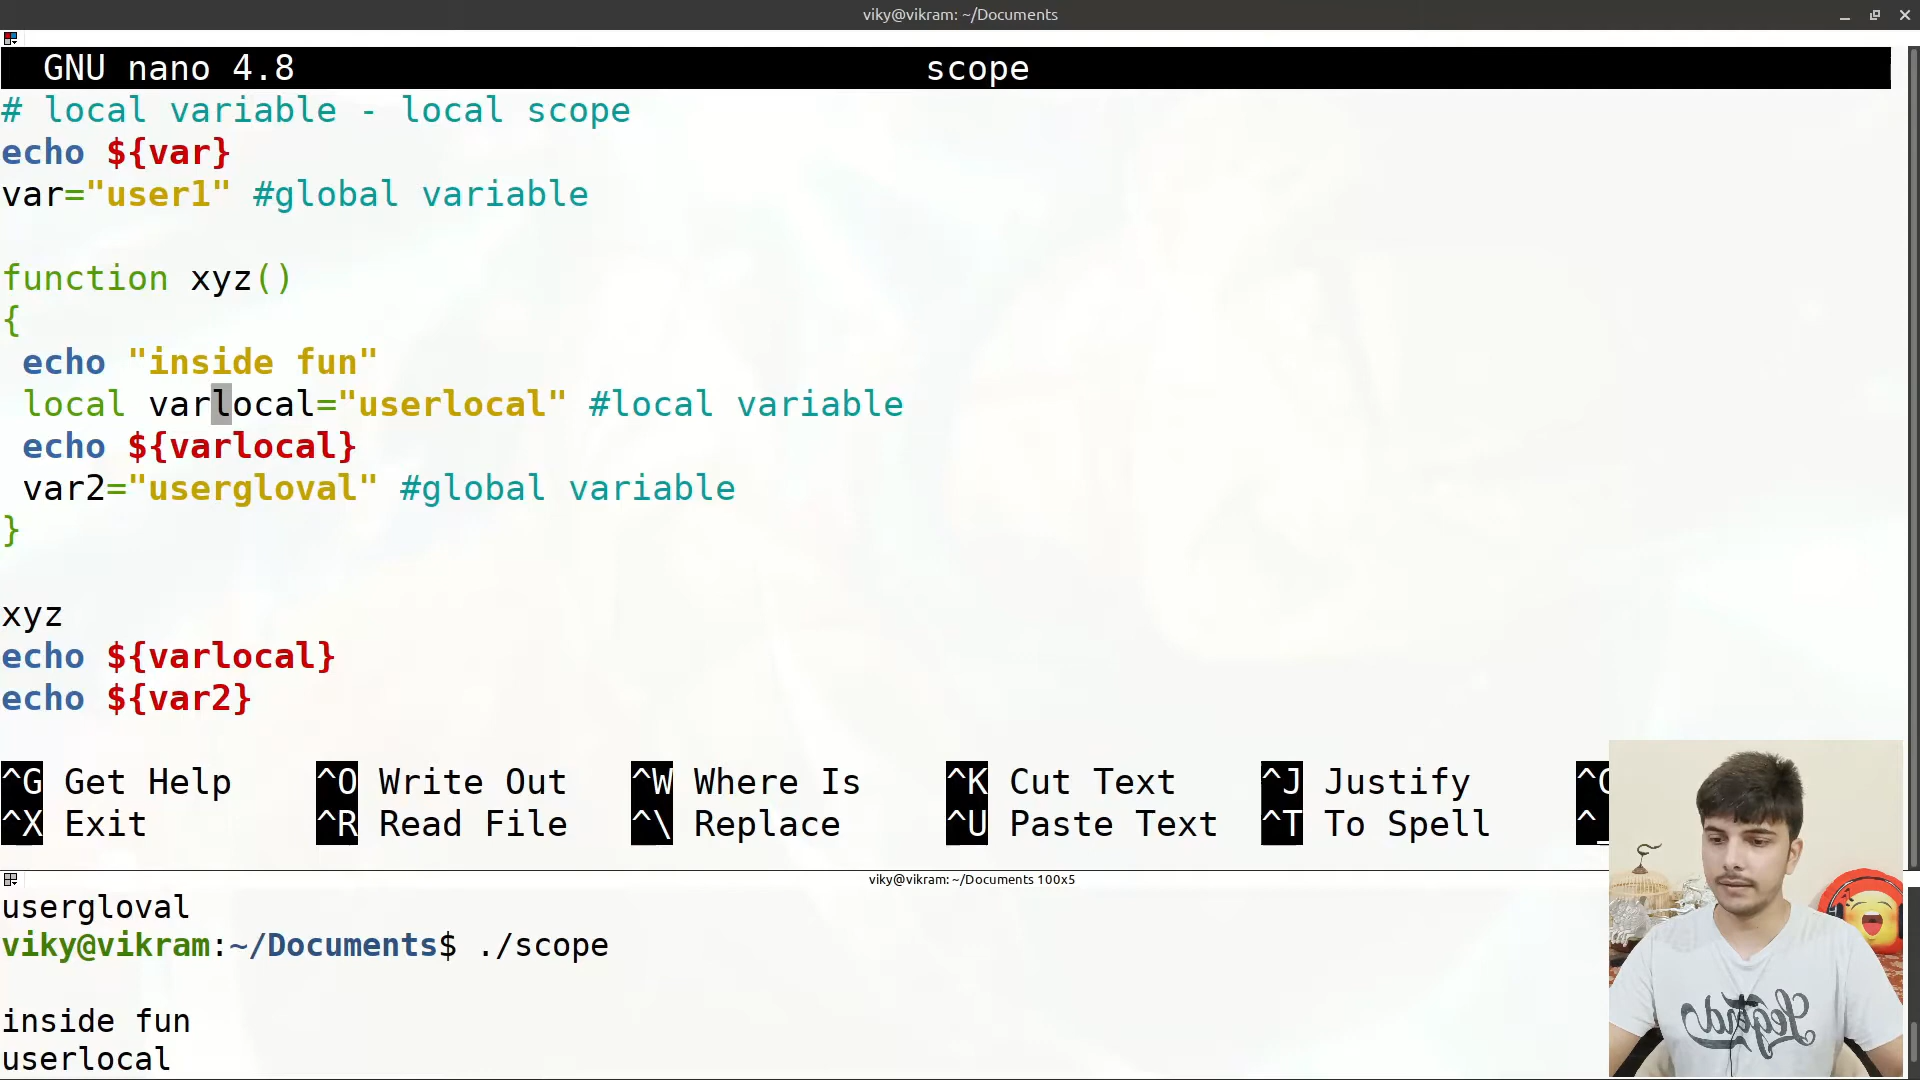 viky@vikram: ~/Documents
GNU nano 4.8 scope
# local variable - local scope
echo ${var}
var="user1" #global variable
function xyz()
{
echo "inside fun"
local varlocal="userlocal" #local variable
echo ${varlocal}
var2="usergloval" #global variable
}
xyz
echo ${varlocal}
echo ${var2}
^G Get Help ^O Write Out ^W Where Is ^K Cut Text ^J Justify
^X Exit ^R Read File ^\ Replace ^U Paste Text ^T To Spell ^_
viky@vikram: ~/Documents 100x5
usergloval
viky@vikram:~/Documents$ ./scope
inside fun
userlocal